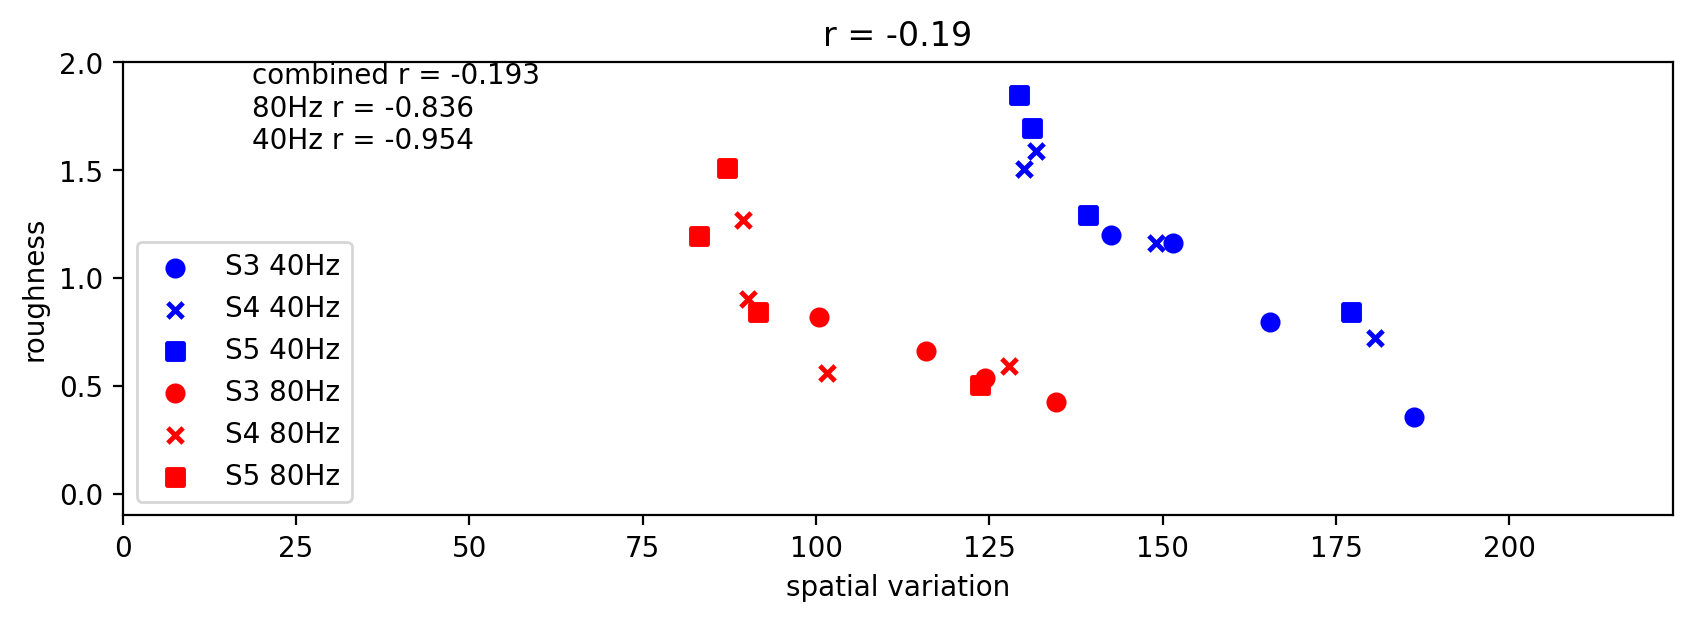 r = -0.19
combined r = -0.193
80Hz r = -0.836
40Hz r = -0.954
roughness
2.0
1.5
1.0
0.5
0.0
S3 40Hz
S4 40Hz
S5 40Hz
S3 80Hz
S4 80Hz
S5 80Hz
0 25 50 75 100 125 150 175 200
spatial variation